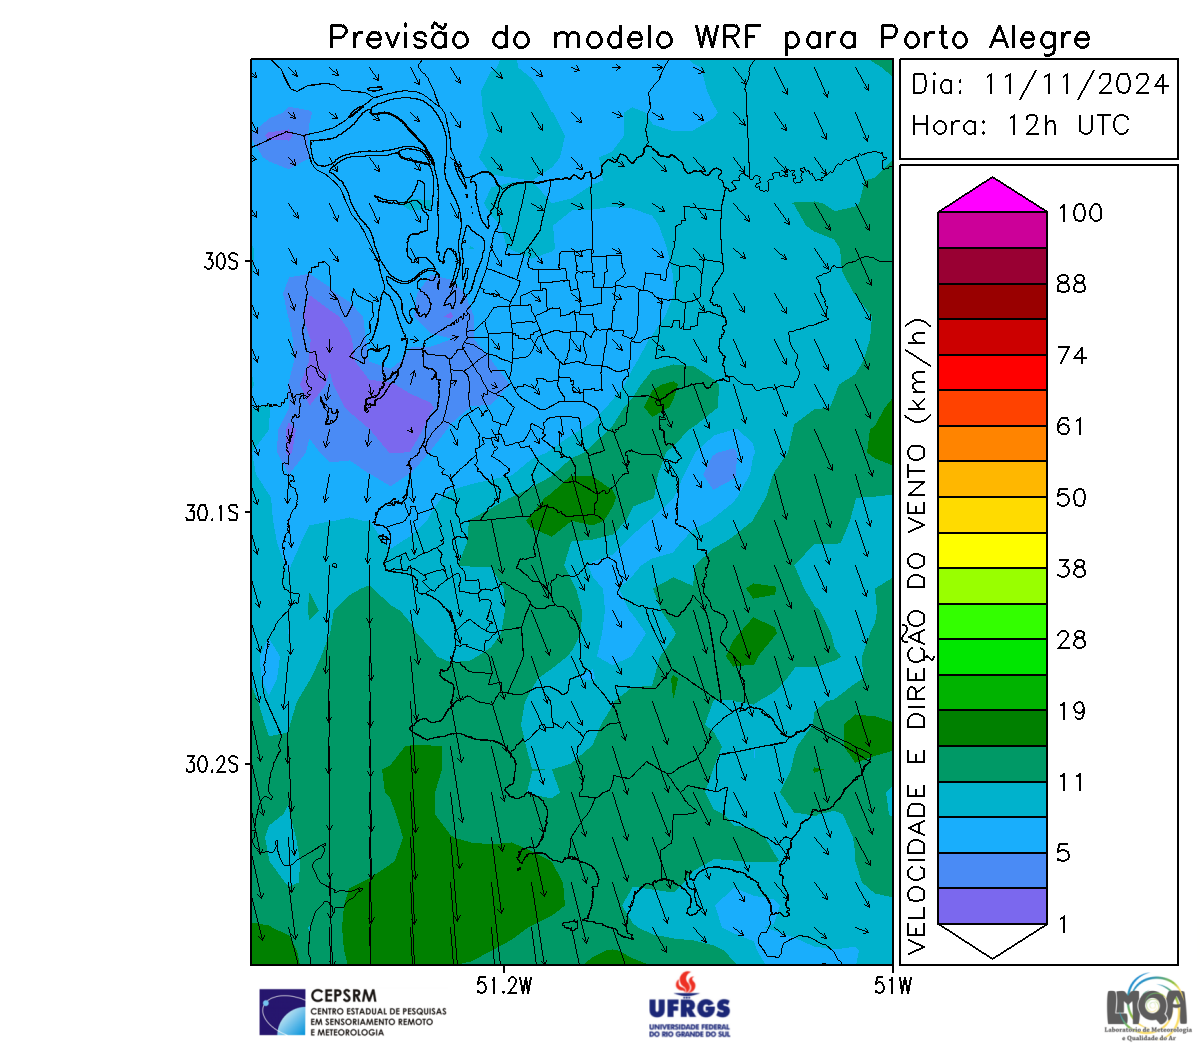 Previsão do modelo WRF para Porto Alegre
Dia: 11/11/2024
Hora: 12h UTC
30S
30.1S
30.2S
51.2W
51W
VELOCIDADE E DIREÇÃO DO VENTO (km/h)
100
88
74
61
50
38
28
19
11
5
1
CEPSRM
CENTRO ESTADUAL DE PESQUISAS
EM SENSORIAMENTO REMOTO
E METEOROLOGIA
UFRGS
UNIVERSIDADE FEDERAL
DO RIO GRANDE DO SUL
LMQA
Laboratório de Meteorologia
e Qualidade do Ar